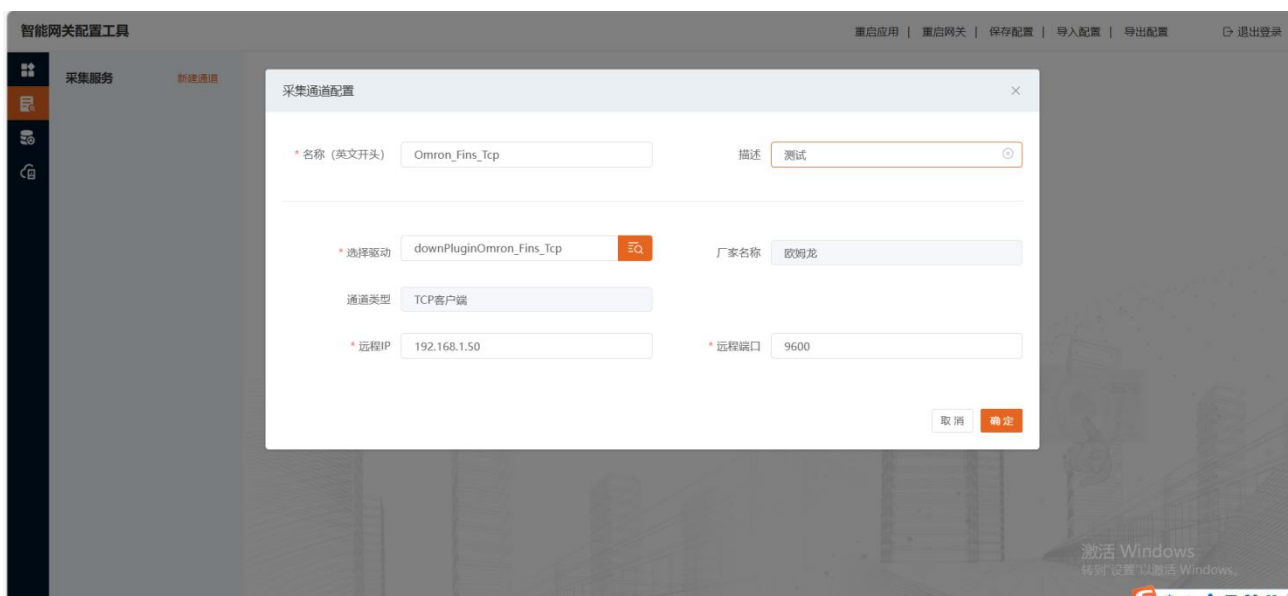 智能网关配置工具
重启应用 | 重启网关 | 保存配置 | 导入配置 | 导出配置 退出登录
采集服务 新建通道
采集通道配置
* 名称（英文开头） Omron_Fins_Tcp 描述 测试
* 选择驱动 downPluginOmron_Fins_Tcp 厂家名称 欧姆龙
通道类型 TCP客户端
* 远程IP 192.168.1.50 * 远程端口 9600
取消 确定
激活 Windows
转到"设置"以激活 Windows。